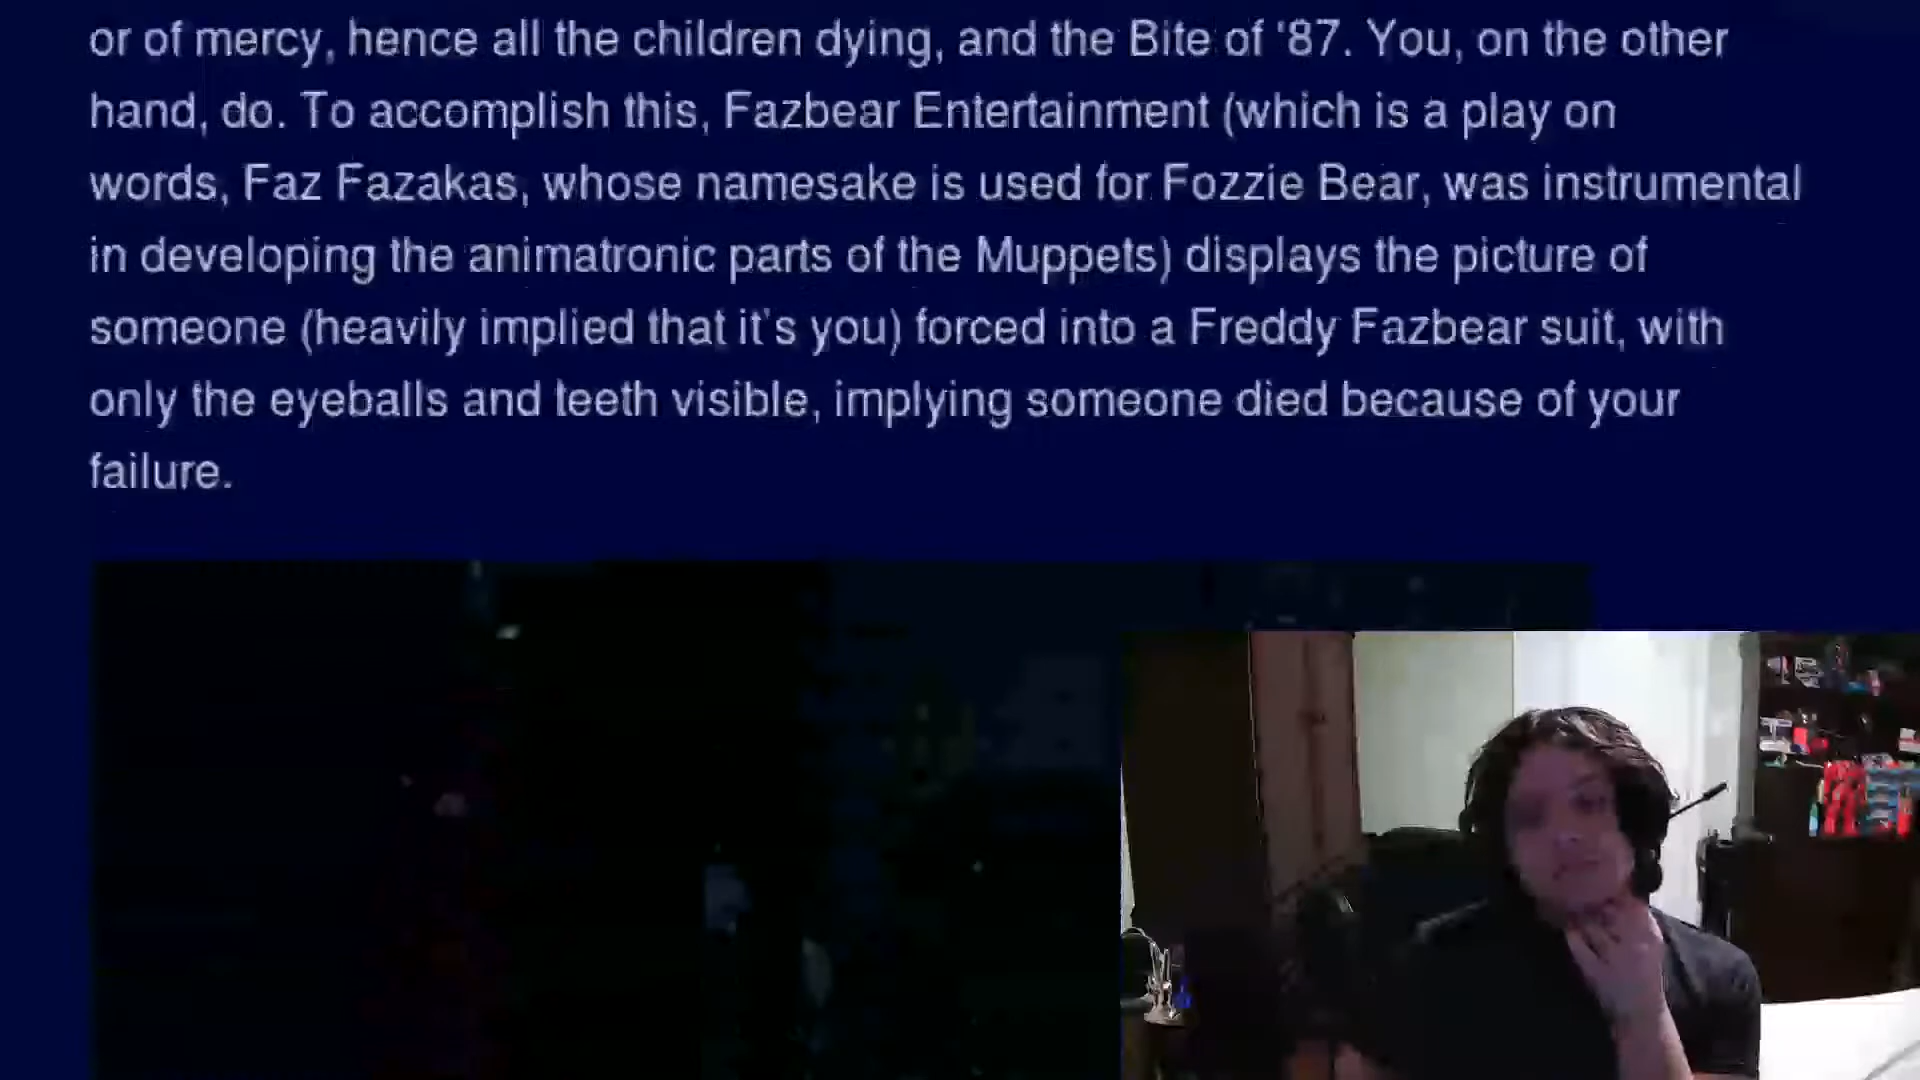 or of mercy, hence all the children dying, and the Bite of '87. You, on the other
hand, do. To accomplish this, Fazbear Entertainment (which is a play on
words, Faz Fazakas, whose namesake is used for Fozzie Bear, was instrumental
in developing the animatronic parts of the Muppets) displays the picture of
someone (heavily implied that it's you) forced into a Freddy Fazbear suit, with
only the eyeballs and teeth visible, implying someone died because of your
failure.